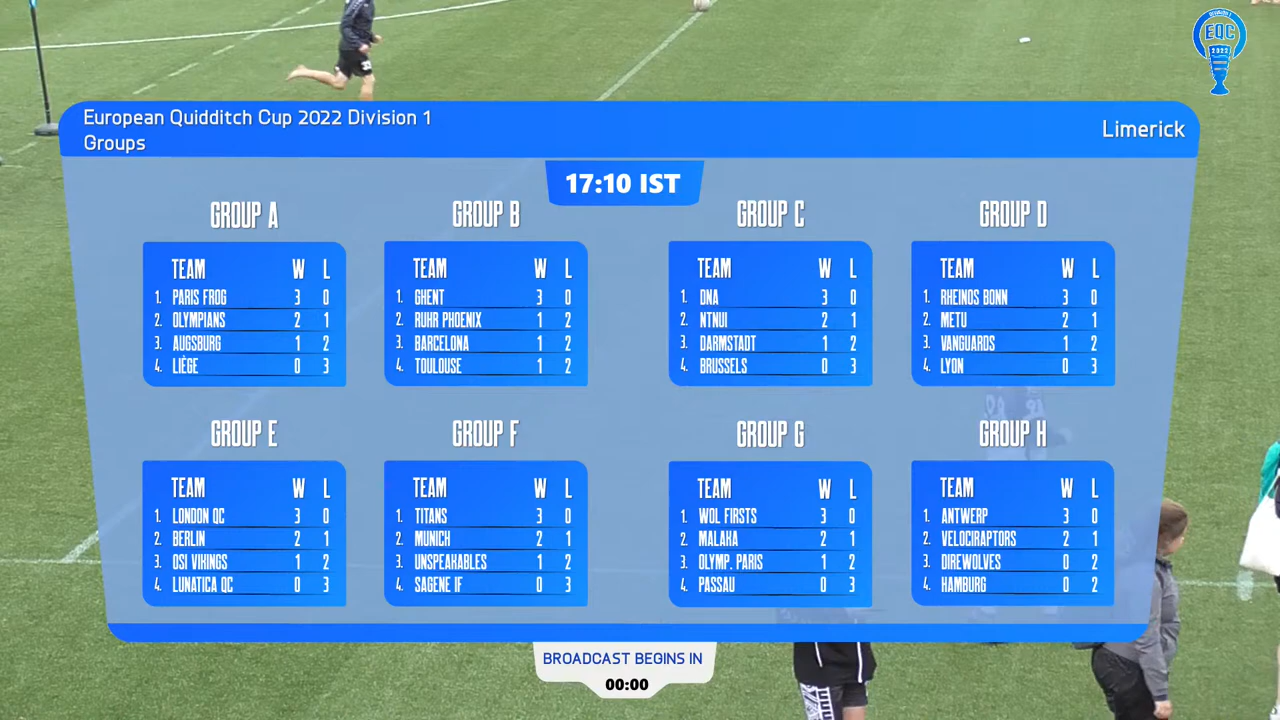 DIVISION 1
EQC
2022
European Quidditch Cup 2022 Division 1
Groups
Limerick
17:10 IST
GROUP A
TEAM W L
1. PARIS FROG 3 0
2. OLYMPIANS 2 1
3. AUGSBURG 1 2
4. LIÈGE 0 3
GROUP B
TEAM W L
1. GHENT 3 0
2. RUHR PHOENIX 1 2
3. BARCELONA 1 2
4. TOULOUSE 1 2
GROUP C
TEAM W L
1. DNA 3 0
2. NTNUI 2 1
3. DARMSTADT 1 2
4. BRUSSELS 0 3
GROUP D
TEAM W L
1. RHEINOS BONN 3 0
2. METU 2 1
3. VANGUARDS 1 2
4. LYON 0 3
GROUP E
TEAM W L
1. LONDON QC 3 0
2. BERLIN 2 1
3. OSI VIKINGS 1 2
4. LUNATICA QC 0 3
GROUP F
TEAM W L
1. TITANS 3 0
2. MUNICH 2 1
3. UNSPEAKABLES 1 2
4. SAGENE IF 0 3
GROUP G
TEAM W L
1. WOL FIRSTS 3 0
2. MALAKA 2 1
3. OLYMP. PARIS 1 2
4. PASSAU 0 3
GROUP H
TEAM W L
1. ANTWERP 3 0
2. VELOCIRAPTORS 2 1
3. DIREWOLVES 0 2
4. HAMBURG 0 2
BROADCAST BEGINS IN
00:00